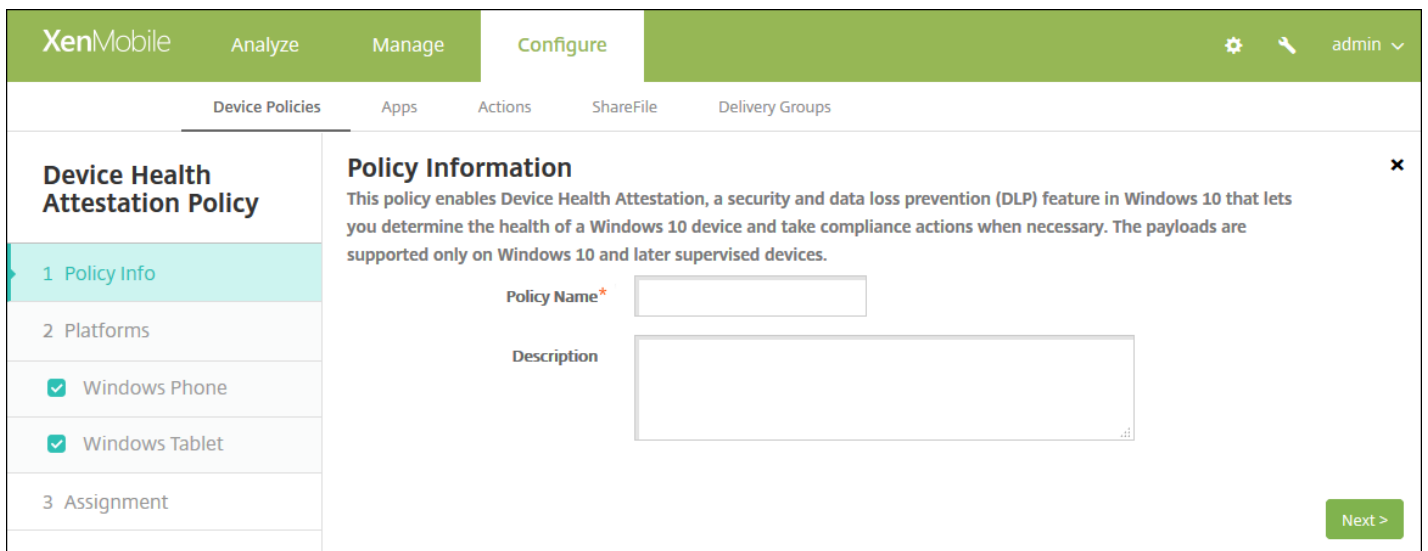 XenMobile Analyze Manage Configure admin
Device Policies Apps Actions ShareFile Delivery Groups
Device Health
Attestation Policy
1 Policy Info
2 Platforms
Windows Phone
Windows Tablet
3 Assignment
Policy Information
This policy enables Device Health Attestation, a security and data loss prevention (DLP) feature in Windows 10 that lets
you determine the health of a Windows 10 device and take compliance actions when necessary. The payloads are
supported only on Windows 10 and later supervised devices.
Policy Name*
Description
Next >